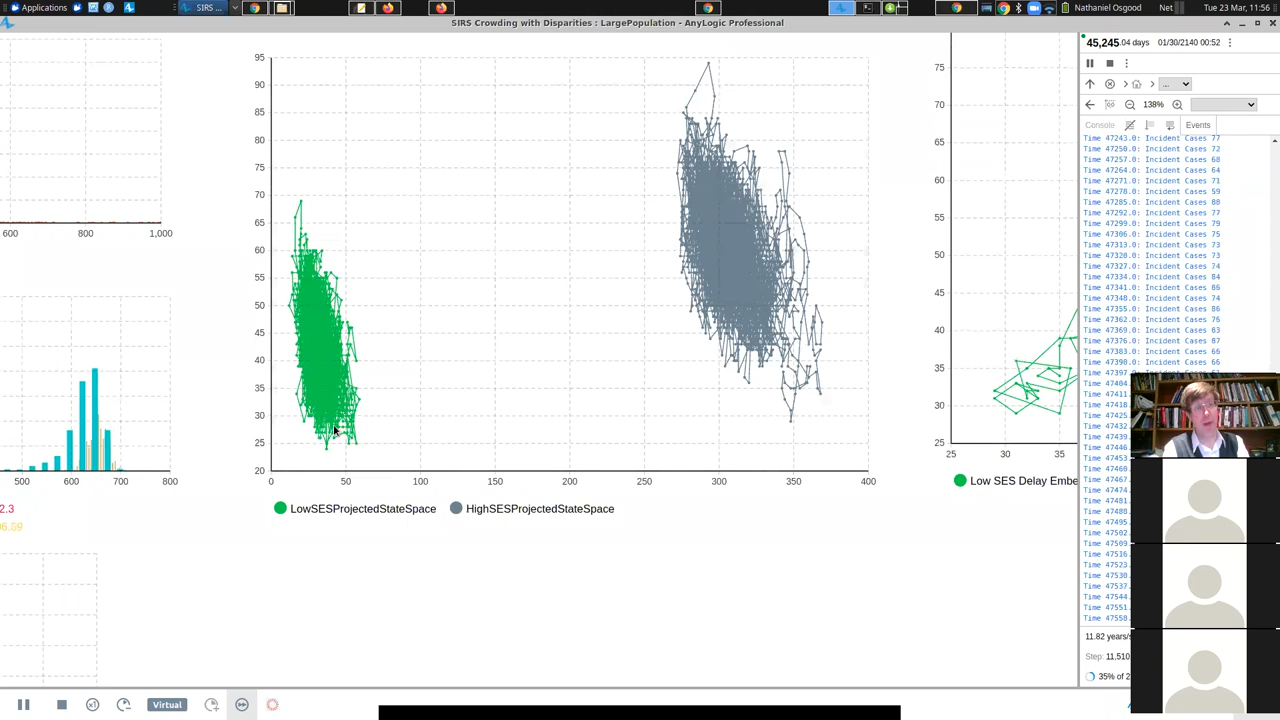 Applications
SIRS ...
Nathaniel Osgood
Net
Tue 23 Mar, 11:56
SIRS Crowding with Disparities : LargePopulation - AnyLogic Professional
45,245.04 days
01/30/2140 00:52
...
138%
Console
Events
Time 47243.0: Incident Cases 77
Time 47250.0: Incident Cases 72
Time 47257.0: Incident Cases 68
Time 47264.0: Incident Cases 64
Time 47271.0: Incident Cases 71
Time 47278.0: Incident Cases 59
Time 47285.0: Incident Cases 88
Time 47292.0: Incident Cases 77
Time 47299.0: Incident Cases 79
Time 47306.0: Incident Cases 75
Time 47313.0: Incident Cases 73
Time 47320.0: Incident Cases 73
Time 47327.0: Incident Cases 74
Time 47334.0: Incident Cases 84
Time 47341.0: Incident Cases 86
Time 47348.0: Incident Cases 74
Time 47355.0: Incident Cases 86
Time 47362.0: Incident Cases 76
Time 47369.0: Incident Cases 83
Time 47376.0: Incident Cases 87
Time 47383.0: Incident Cases 66
Time 47390.0: Incident Cases 66
Time 47397
Time 47404
Time 47411
Time 47418
Time 47425
Time 47432
Time 47439
Time 47446
Time 47453
Time 47460
Time 47467
Time 47474
Time 47481
Time 47488
Time 47495
Time 47502
Time 47509
Time 47516
Time 47523
Time 47530
Time 47537
Time 47544
Time 47551
Time 47558
11.82 years/s
Step: 11,510
35% of 2
600 800 1,000
500 600 700 800
2.3
6.89
95
90
85
80
75
70
65
60
55
50
45
40
35
30
25
20
0 50 100 150 200 250 300 350 400
LowSESProjectedStateSpace HighSESProjectedStateSpace
75
70
65
60
55
50
45
40
35
30
25
25 30 35
Low SES Delay Embe
x1
Virtual